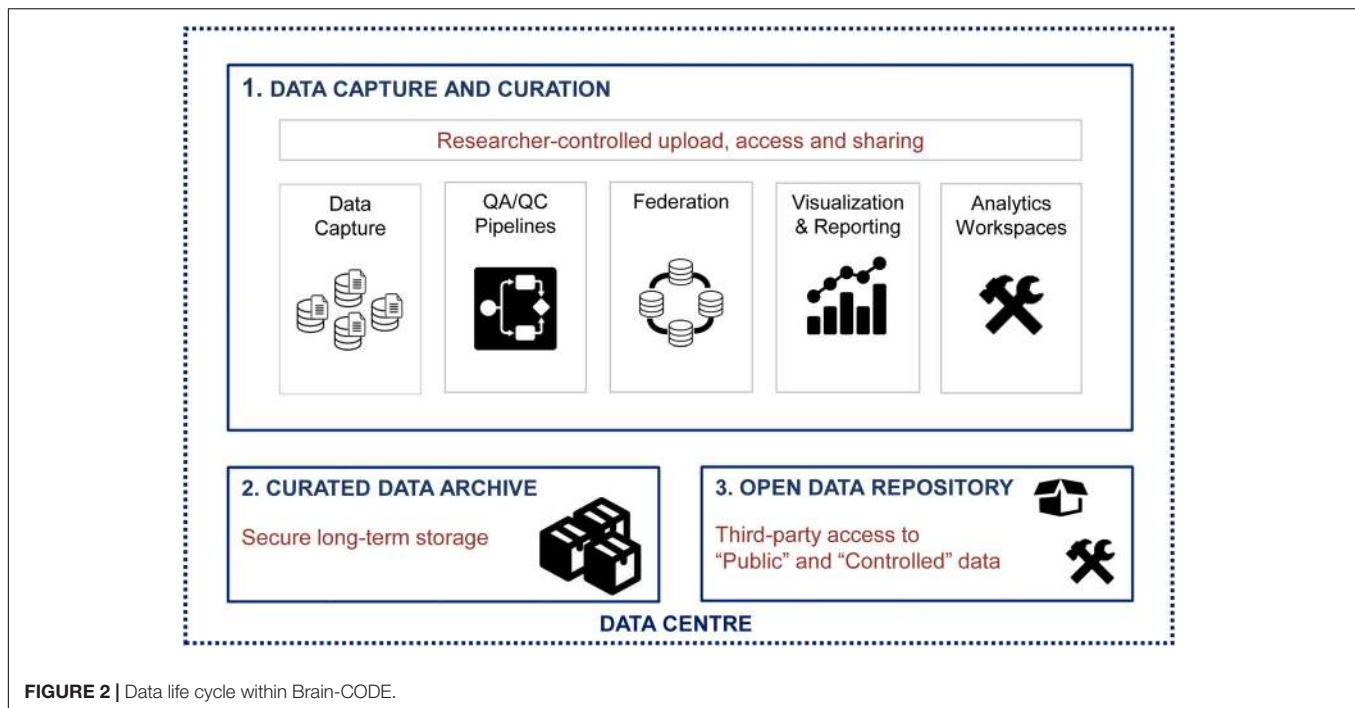 1. DATA CAPTURE AND CURATION
Researcher-controlled upload, access and sharing
Data
Capture
QA/QC
Pipelines
Federation
Visualization
& Reporting
Analytics
Workspaces
2. CURATED DATA ARCHIVE
Secure long-term storage
3. OPEN DATA REPOSITORY
Third-party access to
“Public” and “Controlled” data
DATA CENTRE
FIGURE 2 | Data life cycle within Brain-CODE.